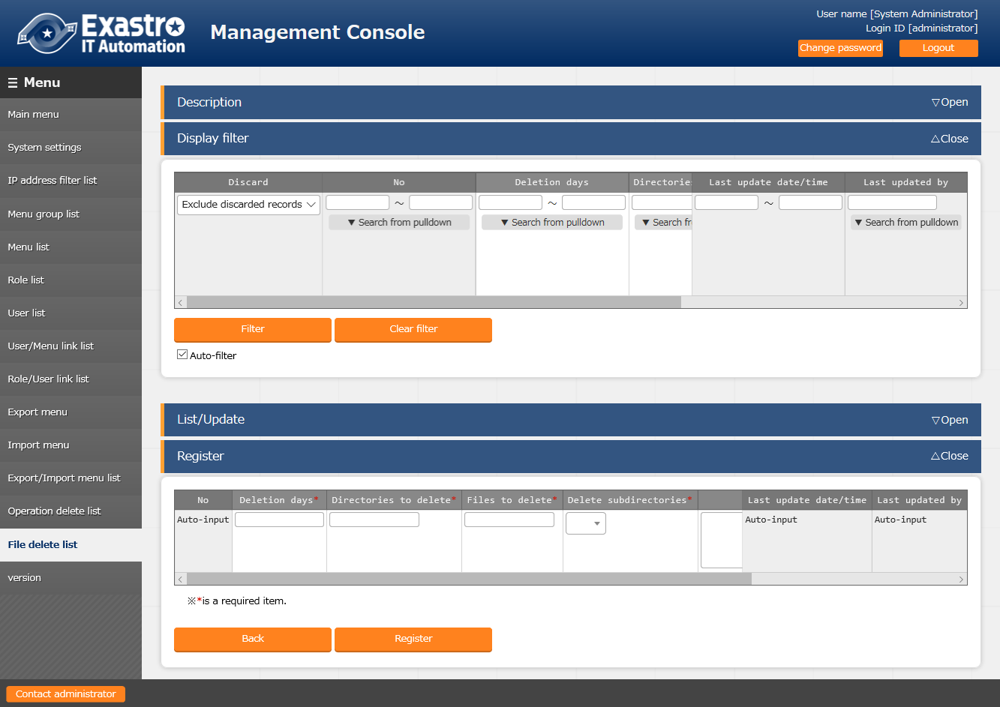 Exastro
IT Automation
Management Console
User name [System Administrator]
Login ID [administrator]
Change password
Logout
☰ Menu
Main menu
System settings
IP address filter list
Menu group list
Menu list
Role list
User list
User/Menu link list
Role/User link list
Export menu
Import menu
Export/Import menu list
Operation delete list
File delete list
version
Description
▽Open
Display filter
△Close
Discard No Deletion days Directories Last update date/time Last updated by
Exclude discarded records ~ ~ ~
▼ Search from pulldown ▼ Search from pulldown ▼ Search fr ▼ Search from pulldown
Filter Clear filter
Auto-filter
List/Update
▽Open
Register
△Close
No Deletion days* Directories to delete* Files to delete* Delete subdirectories* Last update date/time Last updated by
Auto-input Auto-input Auto-input
※*is a required item.
Back Register
Contact administrator